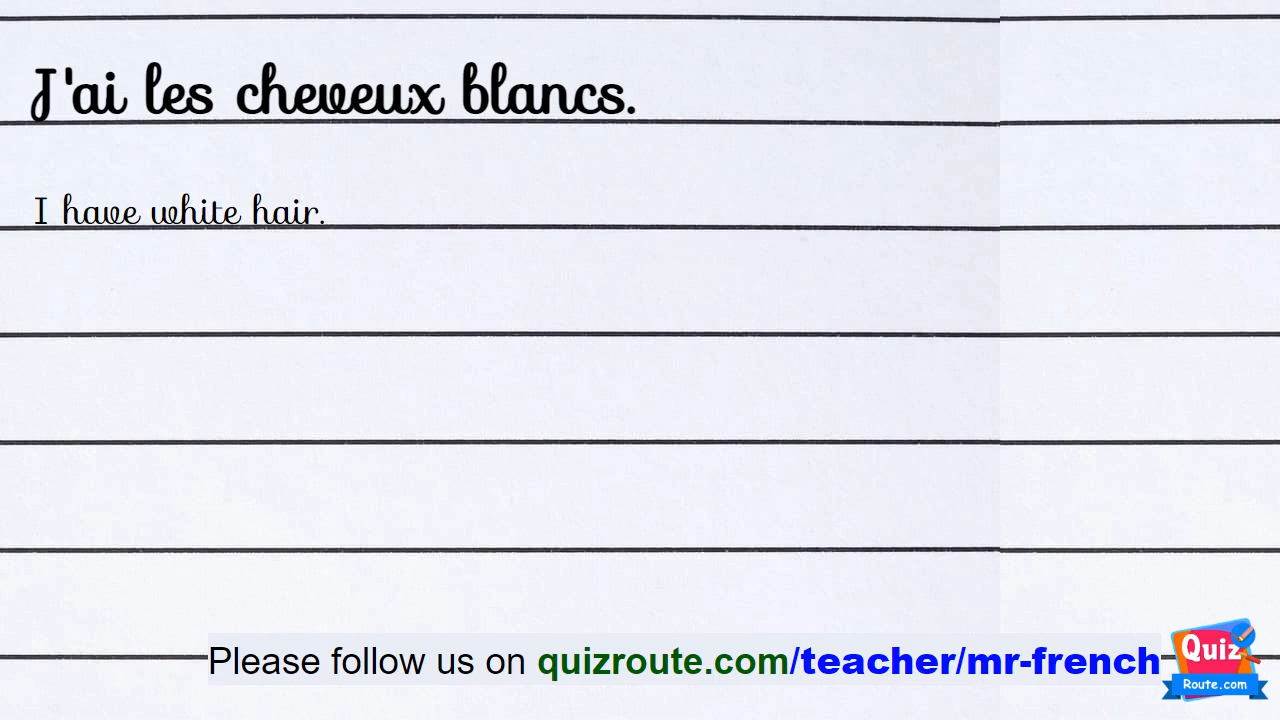 J'ai les cheveux blancs.
I have white hair.
Please follow us on quizroute.com/teacher/mr-french
Quiz
Route.com